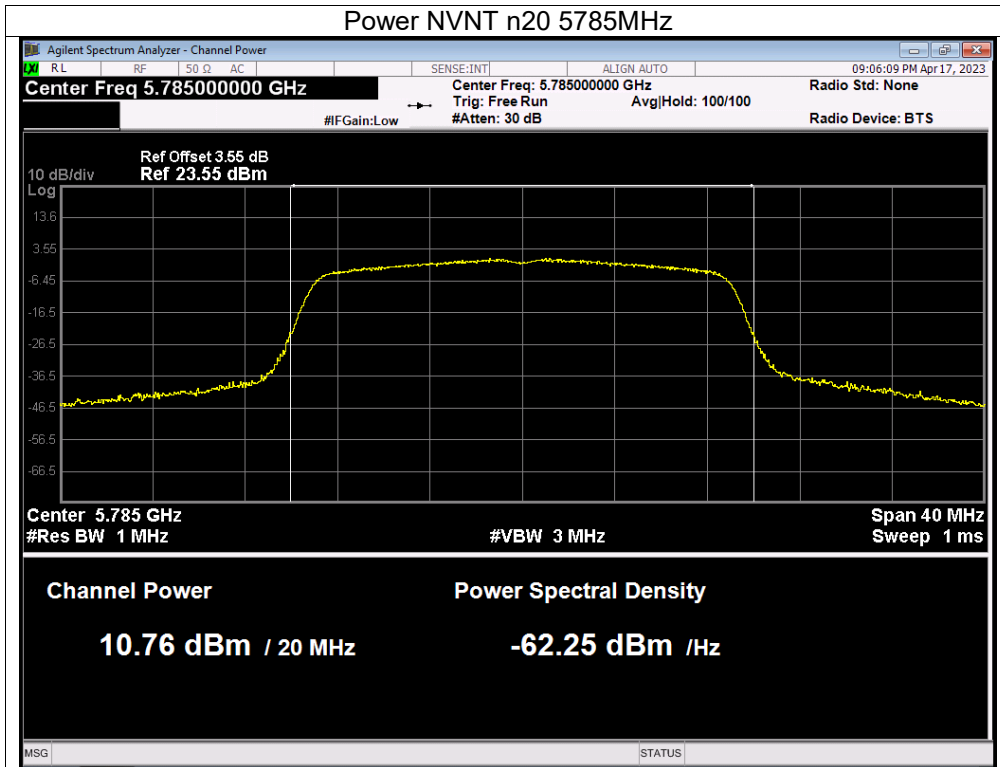 Power NVNT n20 5785MHz
Agilent Spectrum Analyzer - Channel Power
LXI RL RF 50 Ω AC SENSE:INT ALIGN AUTO 09:06:09 PM Apr 17, 2023
Center Freq 5.785000000 GHz Center Freq: 5.785000000 GHz Radio Std: None
Trig: Free Run Avg|Hold: 100/100
#IFGain:Low #Atten: 30 dB Radio Device: BTS
Ref Offset 3.55 dB
10 dB/div Ref 23.55 dBm
Log
13.6
3.55
-6.45
-16.5
-26.5
-36.5
-46.5
-56.5
-66.5
Center 5.785 GHz Span 40 MHz
#Res BW 1 MHz #VBW 3 MHz Sweep 1 ms
Channel Power Power Spectral Density
10.76 dBm / 20 MHz -62.25 dBm /Hz
MSG STATUS